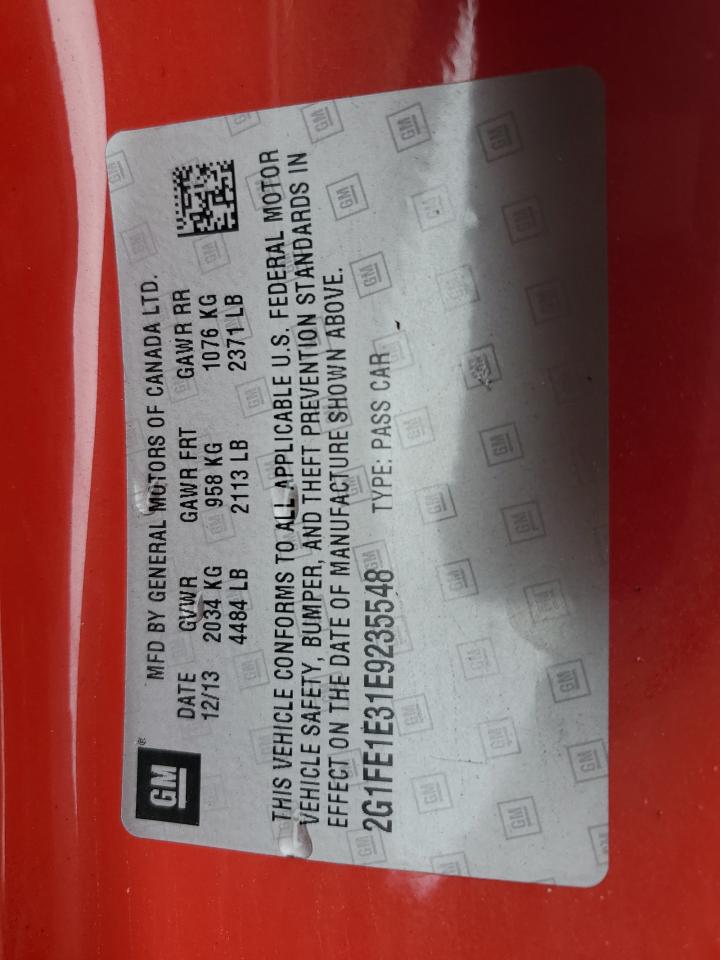 GM®
MFD BY GENERAL MOTORS OF CANADA LTD.
DATE GVWR GAWR FRT GAWR RR
12/13 2034 KG 958 KG 1076 KG
4484 LB 2113 LB 2371 LB
THIS VEHICLE CONFORMS TO ALL APPLICABLE U.S. FEDERAL MOTOR
VEHICLE SAFETY, BUMPER, AND THEFT PREVENTION STANDARDS IN
EFFECT ON THE DATE OF MANUFACTURE SHOWN ABOVE.
2G1FE1E31E9235548 TYPE: PASS CAR